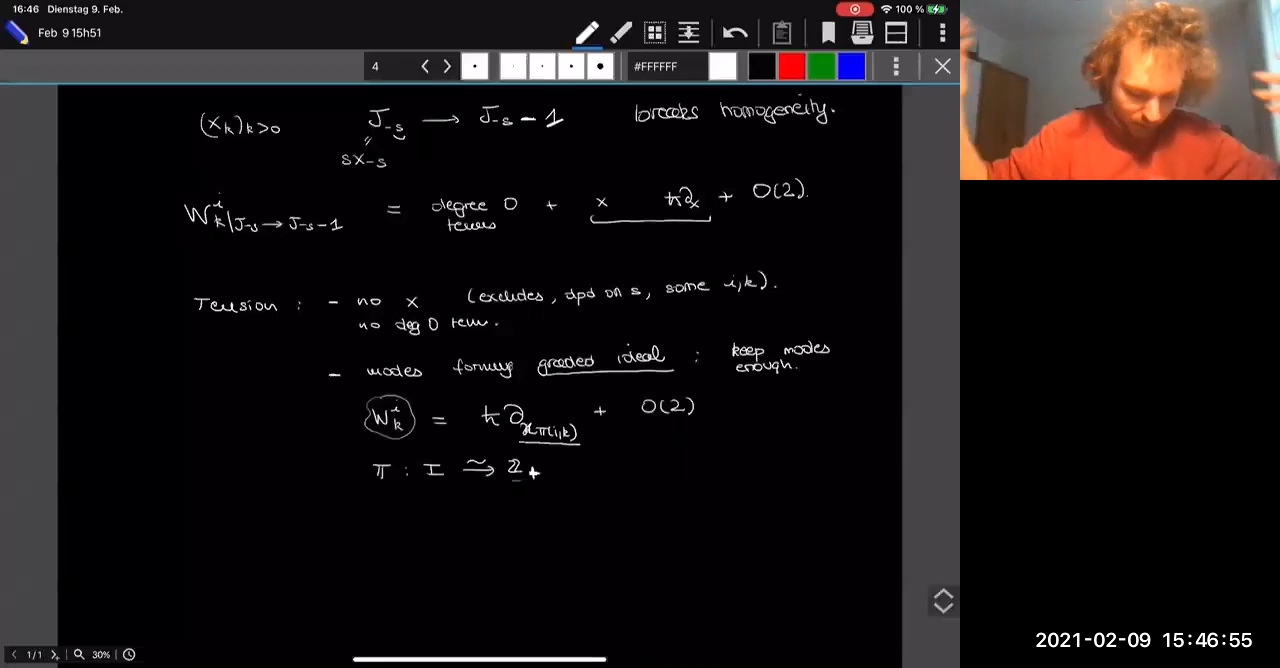 16:46 Dienstag 9. Feb.
100 %
Feb 9 15h51
4
#FFFFFF
(x_k)_{k>0} J_{-s} → J_{-s} - 1 breaks homogeneity.
s x_{-s}
W^i_k | J_{-s} → J_{-s} - 1 = degree 0 terms + x ħ∂_x + O(2).
Tension : - no x (excludes, dpd on s, some i,k).
no deg 0 term.
- modes forming graded ideal : keep modes enough.
W^i_k = ħ∂_{x_{π(i,k)}} + O(2)
π : I ⥲ ℤ_+
1/1
30%
2021-02-09 15:46:55